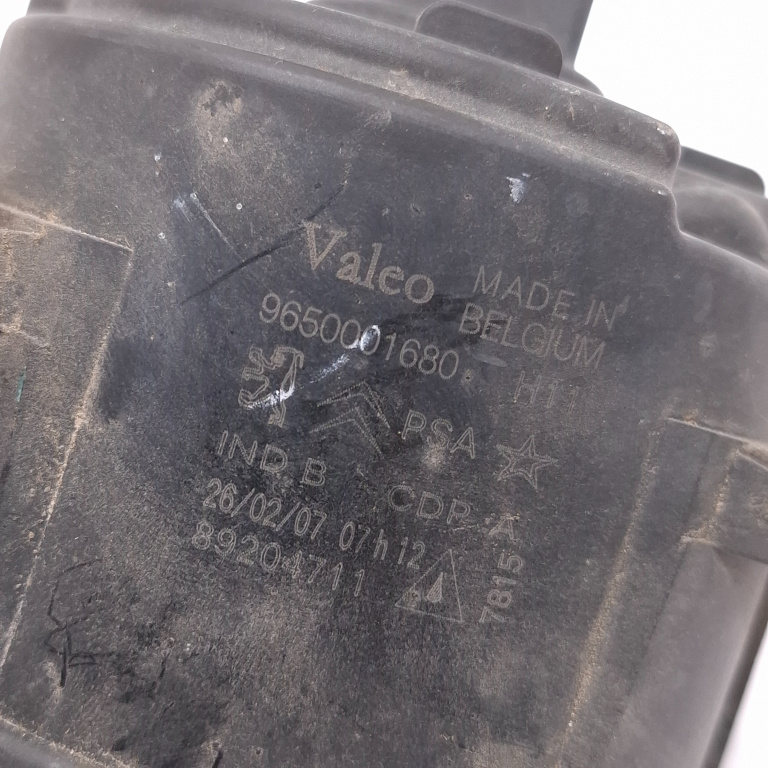 Valeo
MADE IN
BELGIUM
9650001680
H11
PSA
IND B
CDP A
26/02/07 07h12
89204711
7815